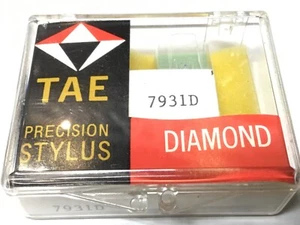 TAE
7931D
PRECISION
STYLUS
DIAMOND
7931D